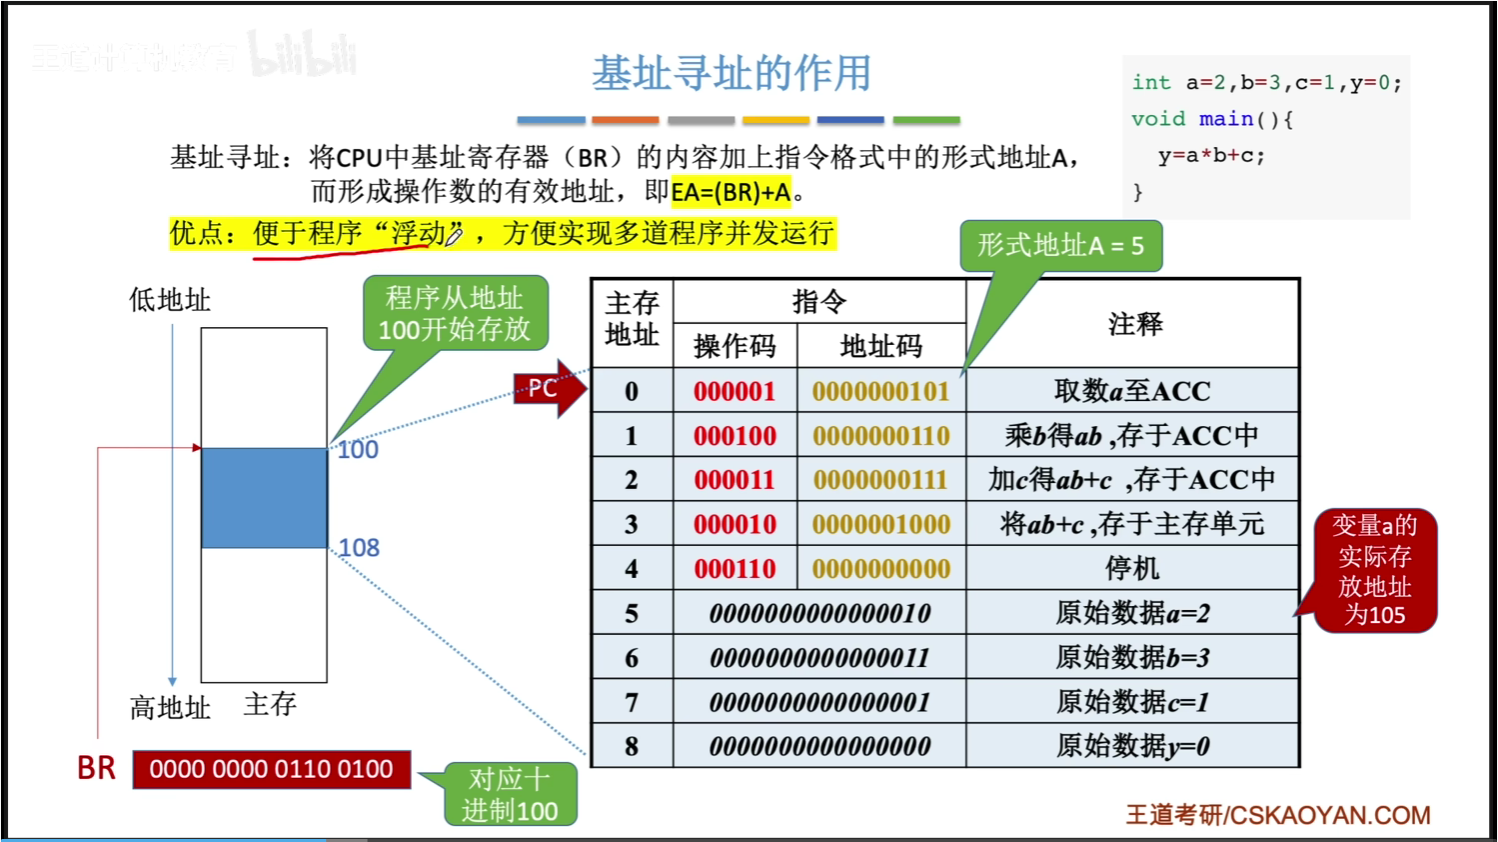 王道计算机教育 bilibili
基址寻址的作用
int a=2,b=3,c=1,y=0;
void main(){
y=a*b+c;
}
基址寻址：将CPU中基址寄存器（BR）的内容加上指令格式中的形式地址A，
而形成操作数的有效地址，即EA=(BR)+A。
优点：便于程序“浮动”，方便实现多道程序并发运行
形式地址A = 5
低地址
程序从地址
100开始存放
100
108
高地址
主存
BR 0000 0000 0110 0100
对应十
进制100
PC
主存地址 指令 注释
操作码 地址码
0 000001 0000000101 取数a至ACC
1 000100 0000000110 乘b得ab ,存于ACC中
2 000011 0000000111 加c得ab+c ,存于ACC中
3 000010 0000001000 将ab+c ,存于主存单元
4 000110 0000000000 停机
5 0000000000000010 原始数据a=2
6 0000000000000011 原始数据b=3
7 0000000000000001 原始数据c=1
8 0000000000000000 原始数据y=0
变量a的
实际存
放地址
为105
王道考研/CSKAOYAN.COM